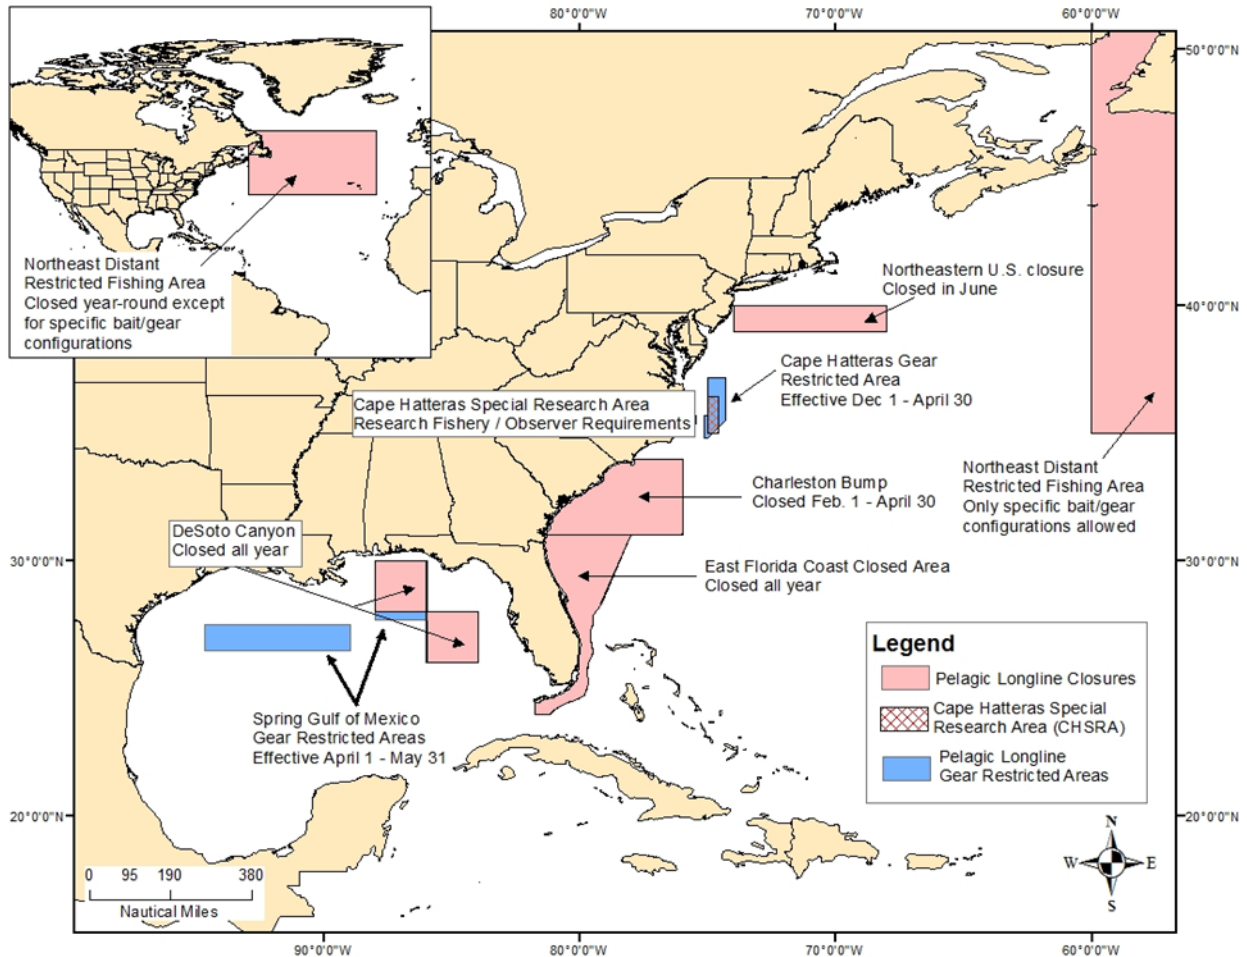 80°0'0"W
70°0'0"W
60°0'0"W
50°0'0"N
Northeast Distant
Restricted Fishing Area
Closed year-round except
for specific bait/gear
configurations
Northeastern U.S. closure
Closed in June
40°0'0"N
40°0'0"N
Cape Hatteras Gear
Restricted Area
Effective Dec 1 - April 30
Cape Hatteras Special Research Area
Research Fishery / Observer Requirements
Northeast Distant
Restricted Fishing Area
Only specific bait/gear
configurations allowed
Charleston Bump
Closed Feb. 1 - April 30
DeSoto Canyon
Closed all year
30°0'0"N
30°0'0"N
East Florida Coast Closed Area
Closed all year
Spring Gulf of Mexico
Gear Restricted Areas
Effective April 1 - May 31
Legend
Pelagic Longline Closures
Cape Hatteras Special
Research Area (CHSRA)
Pelagic Longline
Gear Restricted Areas
20°0'0"N
20°0'0"N
N
W E
S
0 95 190 380
Nautical Miles
90°0'0"W
80°0'0"W
70°0'0"W
60°0'0"W